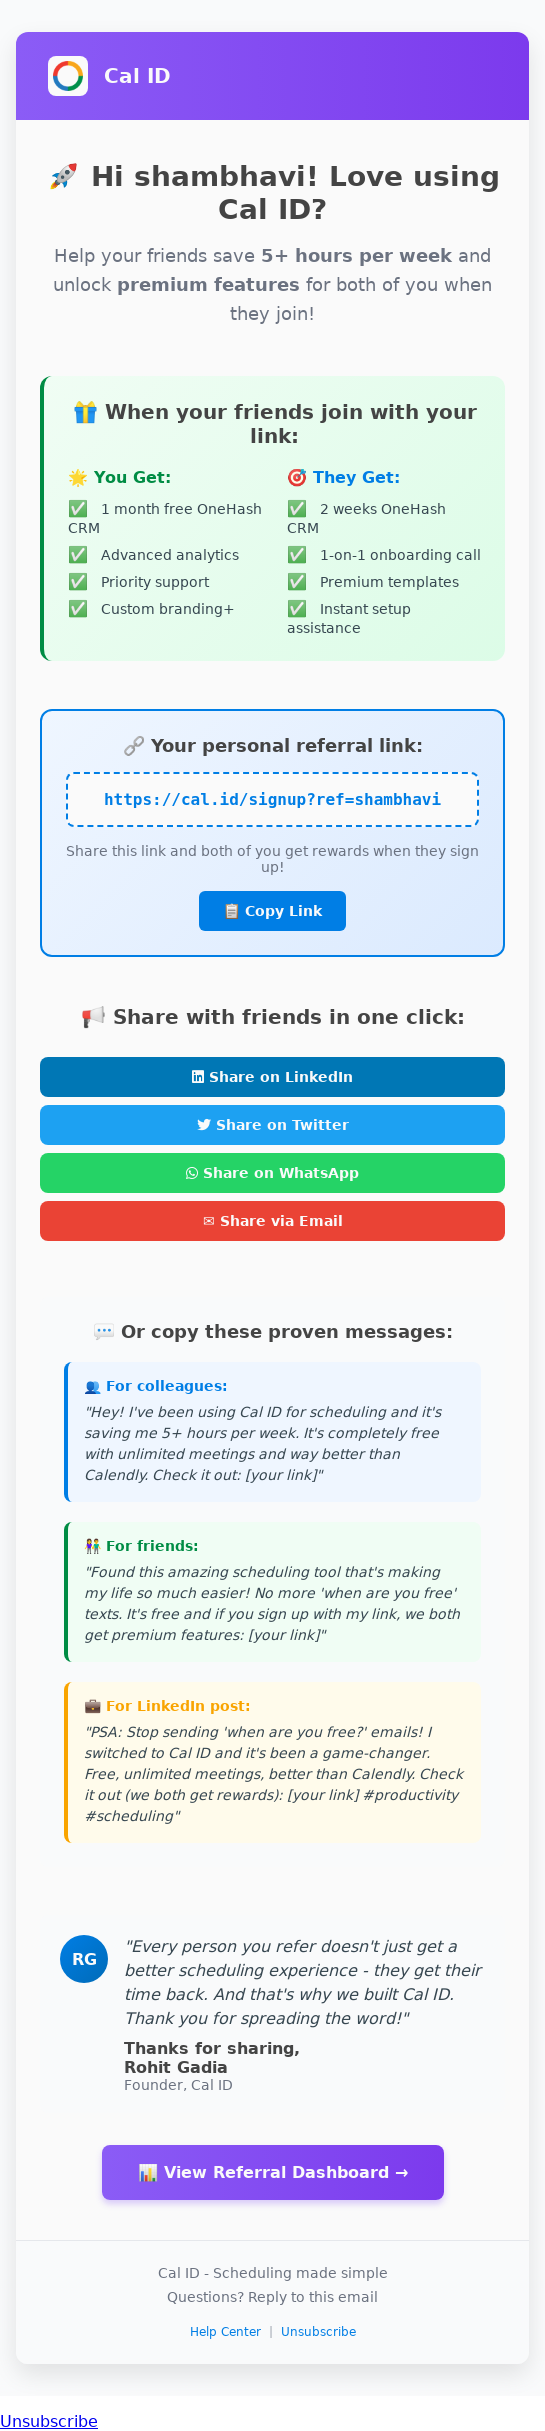 Cal ID
🚀 Hi shambhavi! Love using
Cal ID?
Help your friends save 5+ hours per week and
unlock premium features for both of you when
they join!
🎁 When your friends join with your
link:
🌟 You Get:
✅ 1 month free OneHash
CRM
✅ Advanced analytics
✅ Priority support
✅ Custom branding+
🎯 They Get:
✅ 2 weeks OneHash
CRM
✅ 1-on-1 onboarding call
✅ Premium templates
✅ Instant setup
assistance
🔗 Your personal referral link:
https://cal.id/signup?ref=shambhavi
Share this link and both of you get rewards when they sign
up!
📋 Copy Link
📢 Share with friends in one click:
Share on LinkedIn
Share on Twitter
Share on WhatsApp
✉ Share via Email
💬 Or copy these proven messages:
👥 For colleagues:
"Hey! I've been using Cal ID for scheduling and it's
saving me 5+ hours per week. It's completely free
with unlimited meetings and way better than
Calendly. Check it out: [your link]"
👫 For friends:
"Found this amazing scheduling tool that's making
my life so much easier! No more 'when are you free'
texts. It's free and if you sign up with my link, we both
get premium features: [your link]"
💼 For LinkedIn post:
"PSA: Stop sending 'when are you free?' emails! I
switched to Cal ID and it's been a game-changer.
Free, unlimited meetings, better than Calendly. Check
it out (we both get rewards): [your link] #productivity
#scheduling"
RG
"Every person you refer doesn't just get a
better scheduling experience - they get their
time back. And that's why we built Cal ID.
Thank you for spreading the word!"
Thanks for sharing,
Rohit Gadia
Founder, Cal ID
📊 View Referral Dashboard →
Cal ID - Scheduling made simple
Questions? Reply to this email
Help Center | Unsubscribe
Unsubscribe